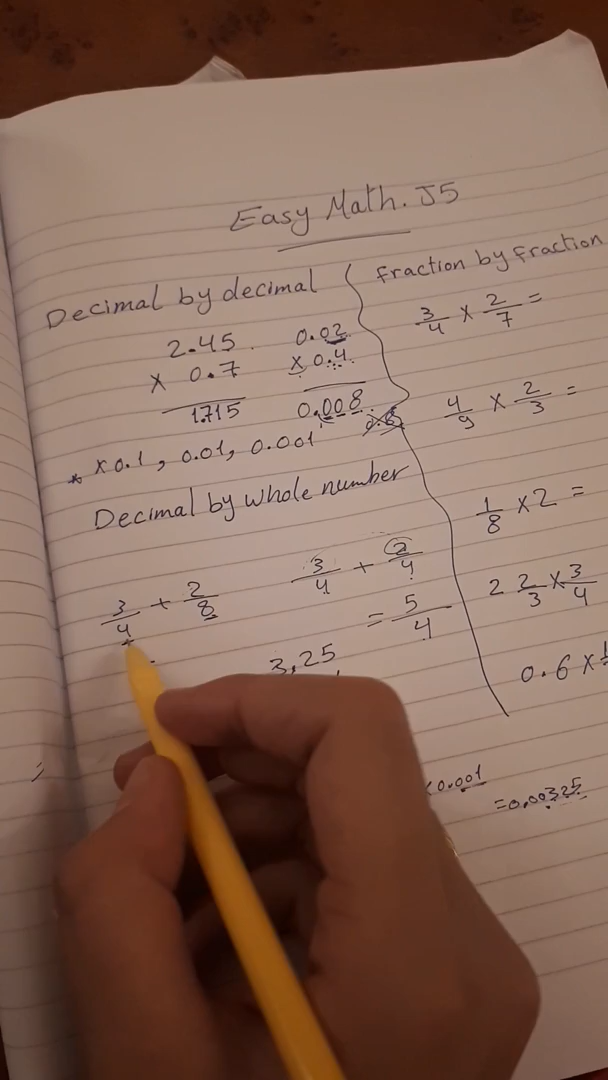 Easy Math. J5
Decimal by decimal
2.45
× 0.7
1.715
0.02
× 0.4
0.008
* × 0.1, 0.01, 0.001
Decimal by whole number
3/4 + 2/8
3/4 + 2/4
= 5/4
3,25
×0.001
=0.00325
fraction by fraction
3/4 × 2/7 =
4/9 × 2/3 =
1/8 × 2 =
2 2/3 × 3/4
0.6 ×